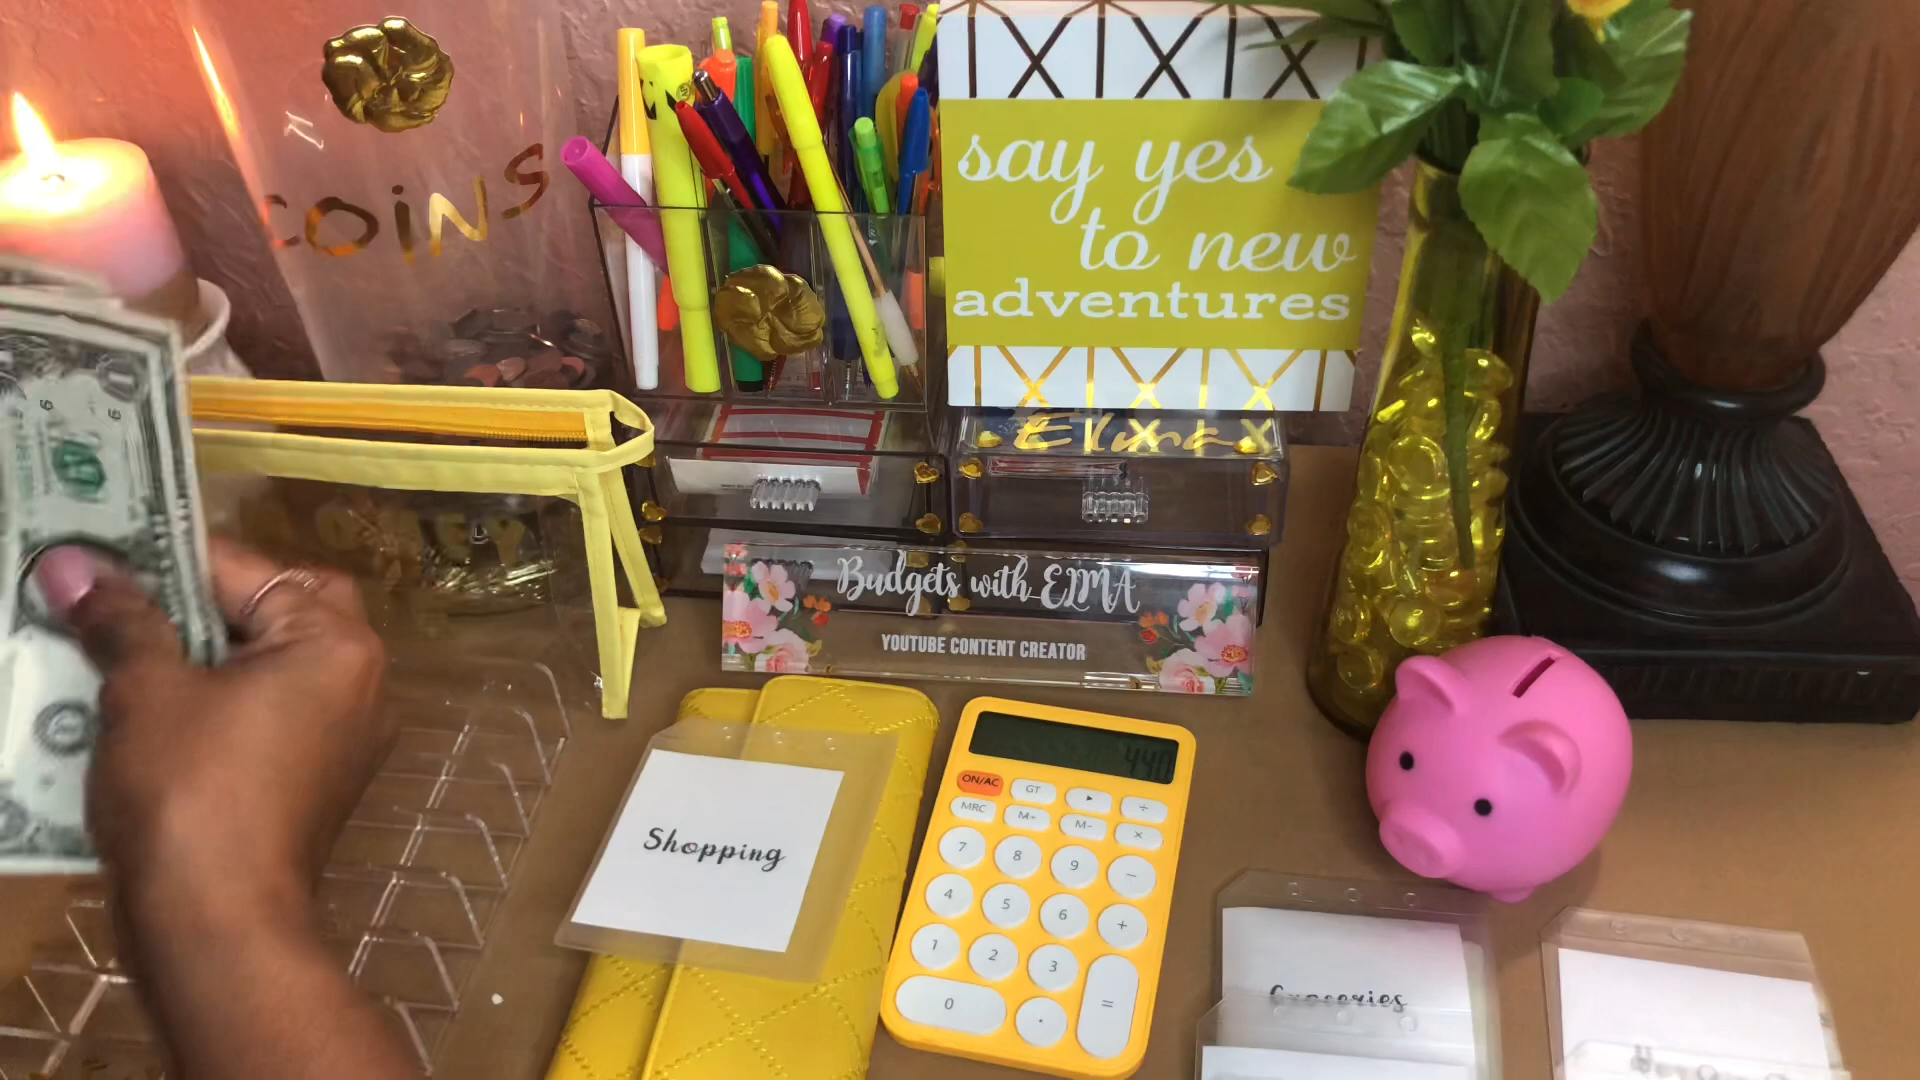 COiNS
say yes
to new
adventures
Elma
Budgets with ELMA
YOUTUBE CONTENT CREATOR
Shopping
440
ON/AC
GT
▶
÷
MRC
M-
×
7
8
9
−
4
5
6
+
1
2
3
=
0
.
Groceries